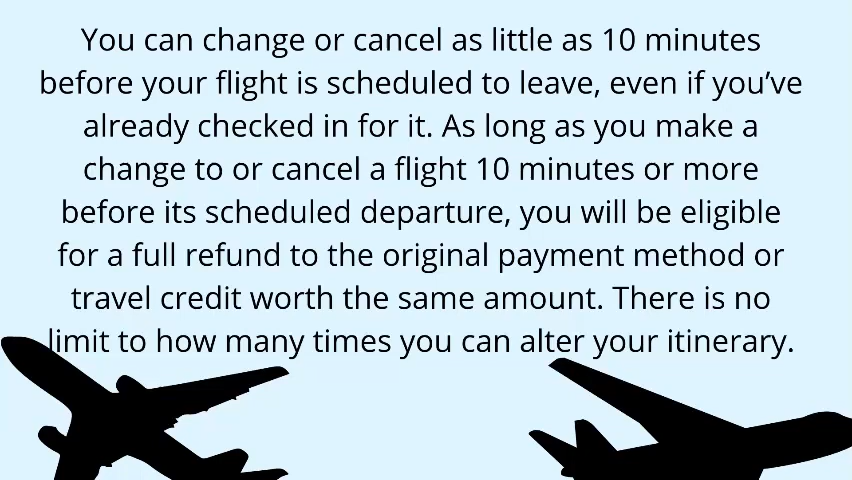 You can change or cancel as little as 10 minutes
before your flight is scheduled to leave, even if you’ve
already checked in for it. As long as you make a
change to or cancel a flight 10 minutes or more
before its scheduled departure, you will be eligible
for a full refund to the original payment method or
travel credit worth the same amount. There is no
limit to how many times you can alter your itinerary.